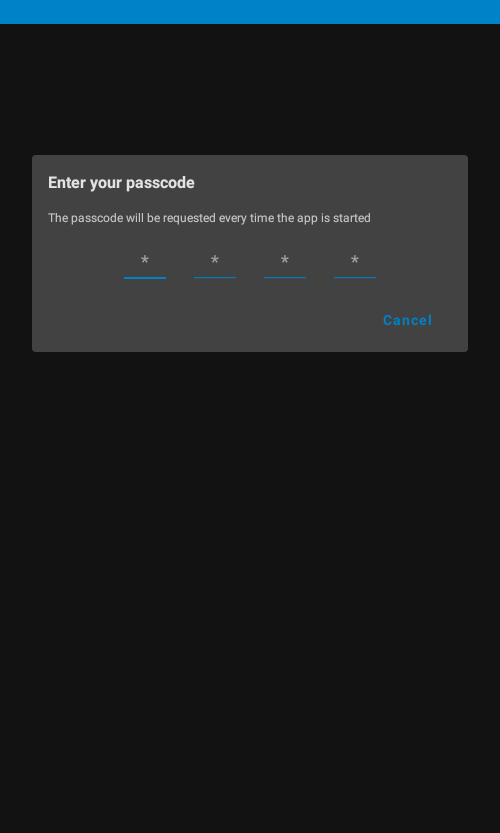 Enter your passcode
The passcode will be requested every time the app is started
* * * *
Cancel